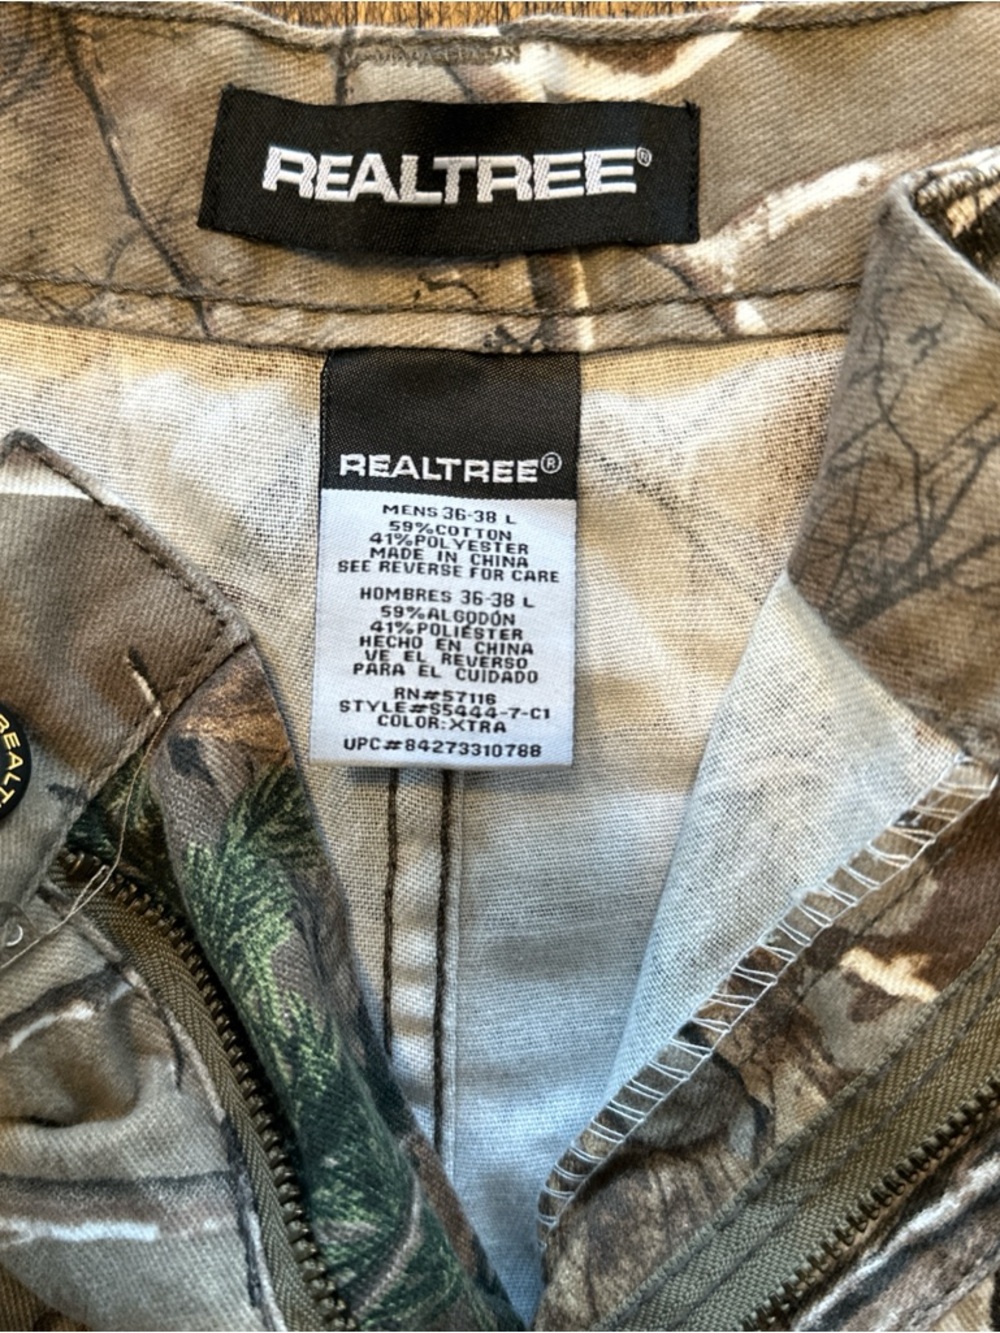 REALTREE®
REALTREE®
MENS 36-38 L
59%COTTON
41%POLYESTER
MADE IN CHINA
SEE REVERSE FOR CARE
HOMBRES 36-38 L
59%ALGODÓN
41%POLIÉSTER
HECHO EN CHINA
VE EL REVERSO
PARA EL CUIDADO
RN#57116
STYLE#S5444-7-C1
COLOR:XTRA
UPC#842733107888
REALT